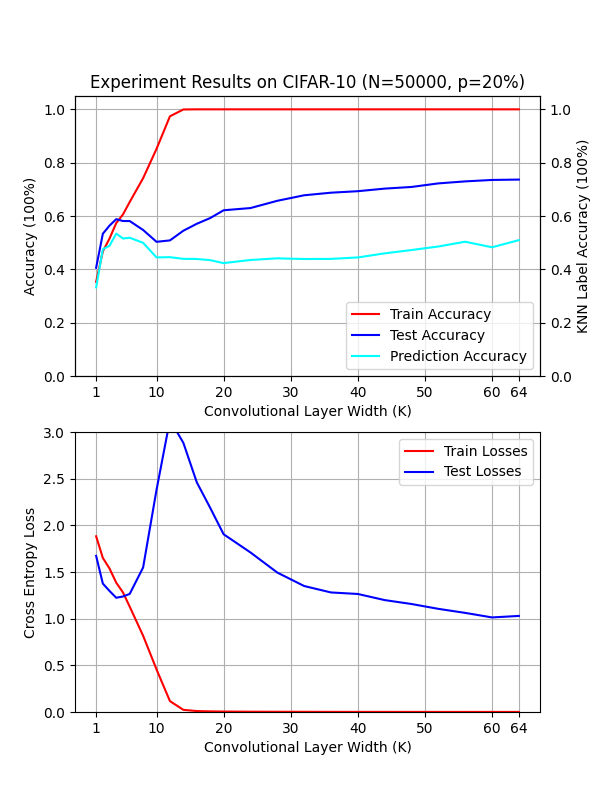 Experiment Results on CIFAR-10 (N=50000, p=20%)
1.0 1.0
0.8 0.8
0.6 0.6
0.4 0.4
0.2 0.2
0.0 0.0
Accuracy (100%)
KNN Label Accuracy (100%)
Train Accuracy
Test Accuracy
Prediction Accuracy
1 10 20 30 40 50 60 64
Convolutional Layer Width (K)
3.0
2.5
2.0
1.5
1.0
0.5
0.0
Cross Entropy Loss
Train Losses
Test Losses
1 10 20 30 40 50 60 64
Convolutional Layer Width (K)